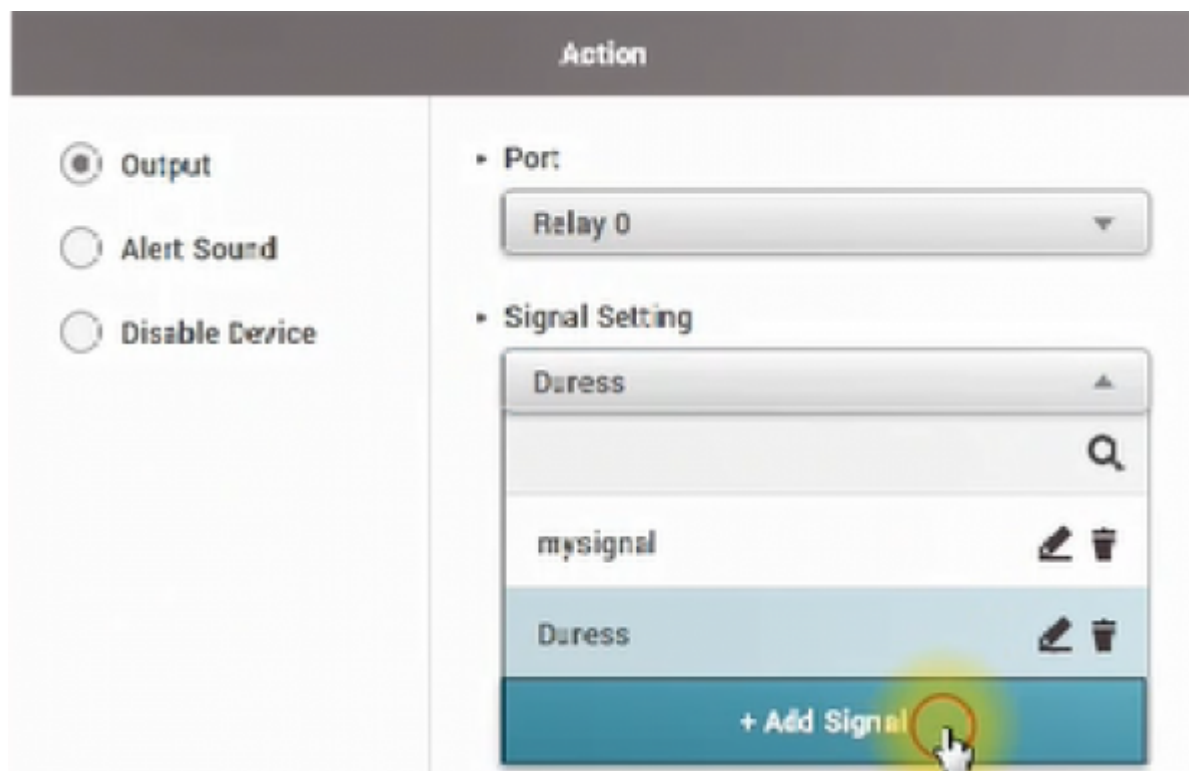 Action
Output
Alert Sound
Disable Device
Port
Relay 0
Signal Setting
Duress
mysignal
Duress
+ Add Signal